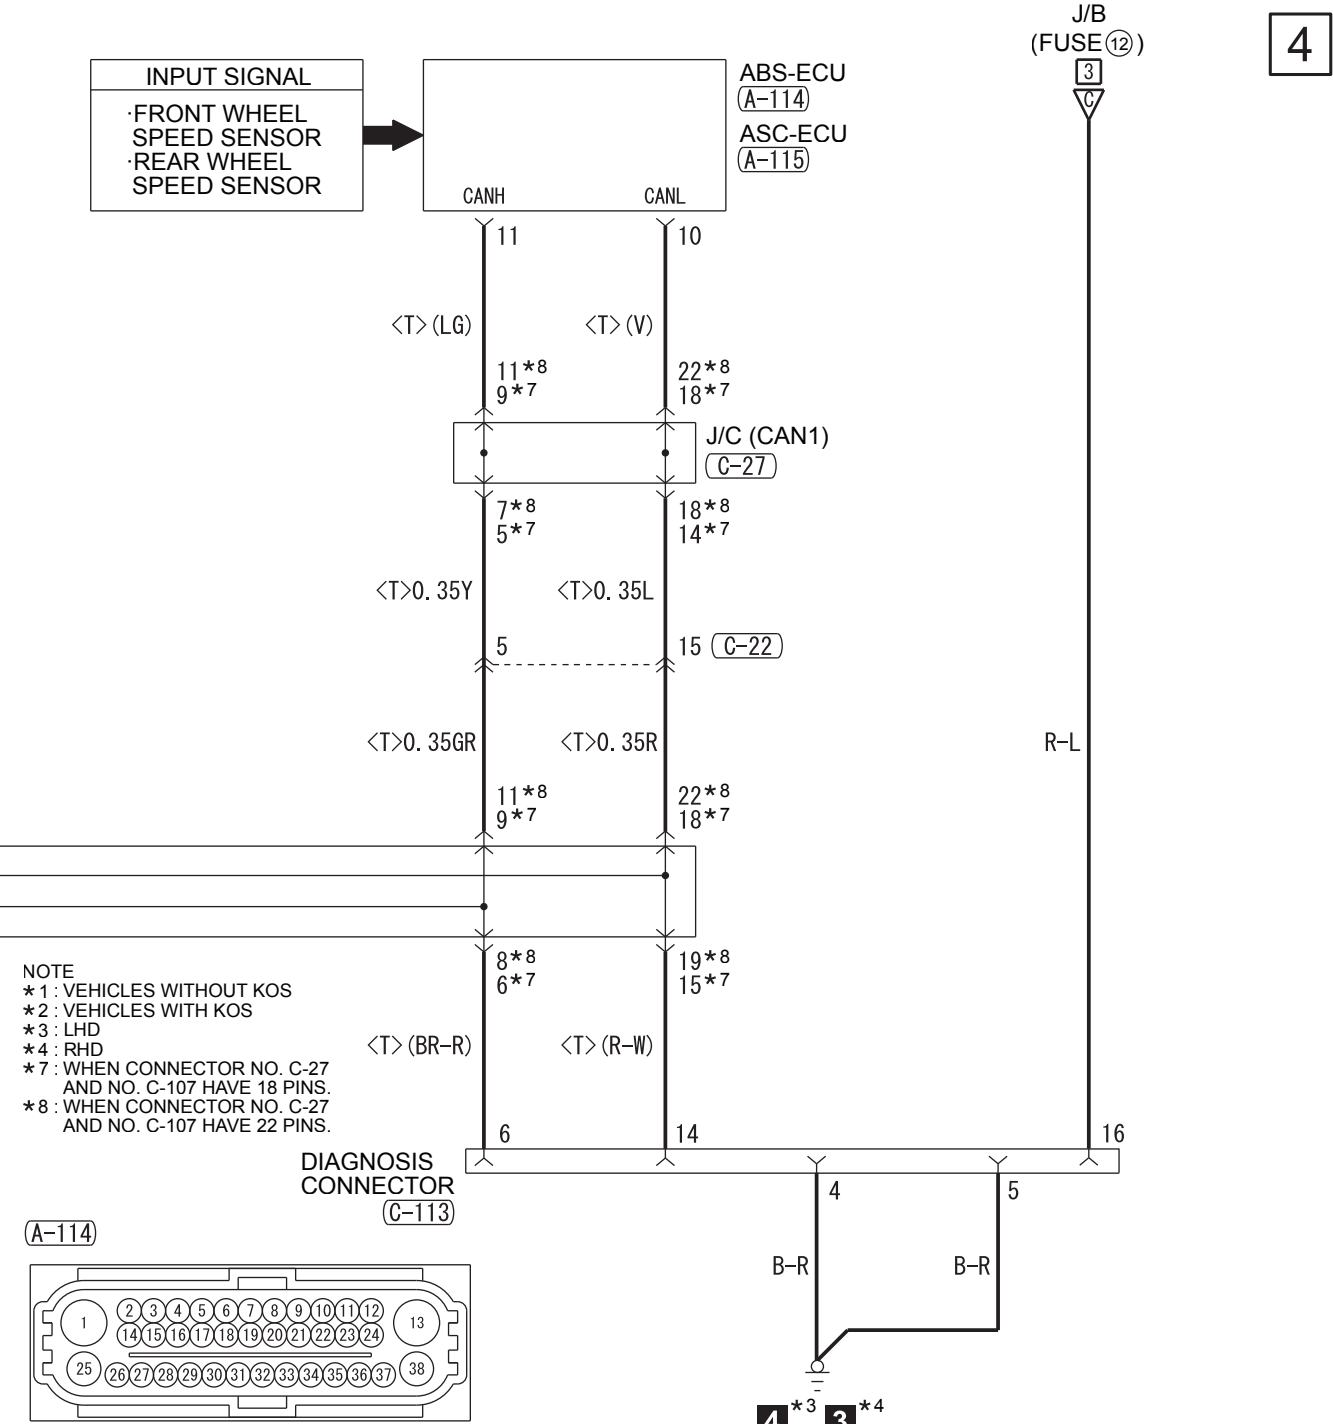 J/B
(FUSE⑫)
4
3
C
INPUT SIGNAL
·FRONT WHEEL
SPEED SENSOR
·REAR WHEEL
SPEED SENSOR
ABS-ECU
A-114
ASC-ECU
A-115
CANH CANL
11 10
<T>(LG) <T>(V)
11*8 22*8
9*7 18*7
J/C (CAN1)
C-27
7*8 18*8
5*7 14*7
<T>0.35Y <T>0.35L
5 15 C-22
<T>0.35GR <T>0.35R R-L
11*8 22*8
9*7 18*7
8*8 19*8
6*7 15*7
NOTE
*1 : VEHICLES WITHOUT KOS
*2 : VEHICLES WITH KOS
*3 : LHD
*4 : RHD
*7 : WHEN CONNECTOR NO. C-27
AND NO. C-107 HAVE 18 PINS.
*8 : WHEN CONNECTOR NO. C-27
AND NO. C-107 HAVE 22 PINS.
<T>(BR-R) <T>(R-W)
6 14 16
DIAGNOSIS
CONNECTOR
C-113
4 5
B-R B-R
A-114
1 2 3 4 5 6 7 8 9 10 11 12 13
14 15 16 17 18 19 20 21 22 23 24
25 26 27 28 29 30 31 32 33 34 35 36 37 38
4 *3 3 *4